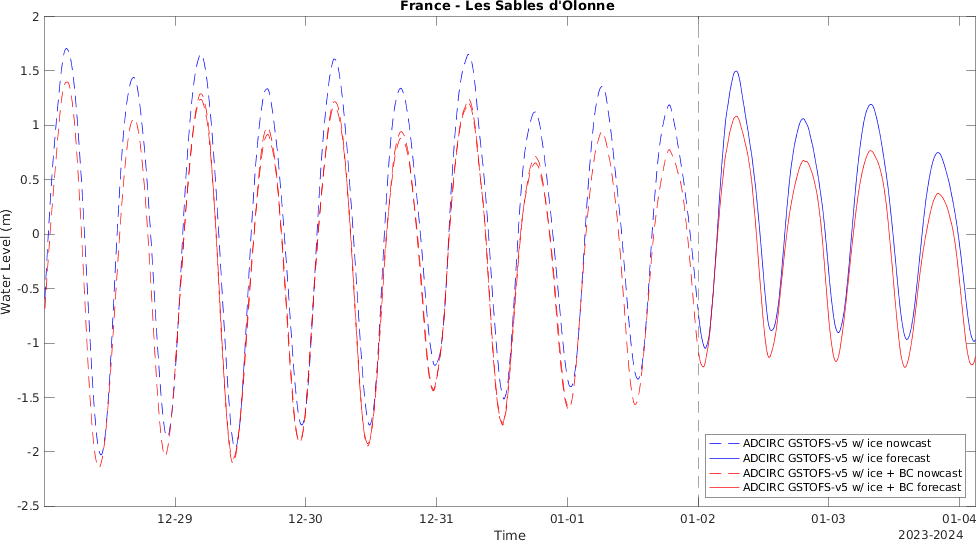 France - Les Sables d'Olonne
2
1.5
1
0.5
0
-0.5
-1
-1.5
-2
-2.5
Water Level (m)
ADCIRC GSTOFS-v5 w/ ice nowcast
ADCIRC GSTOFS-v5 w/ ice forecast
ADCIRC GSTOFS-v5 w/ ice + BC nowcast
ADCIRC GSTOFS-v5 w/ ice + BC forecast
12-29 12-30 12-31 01-01 01-02 01-03 01-04
Time
2023-2024